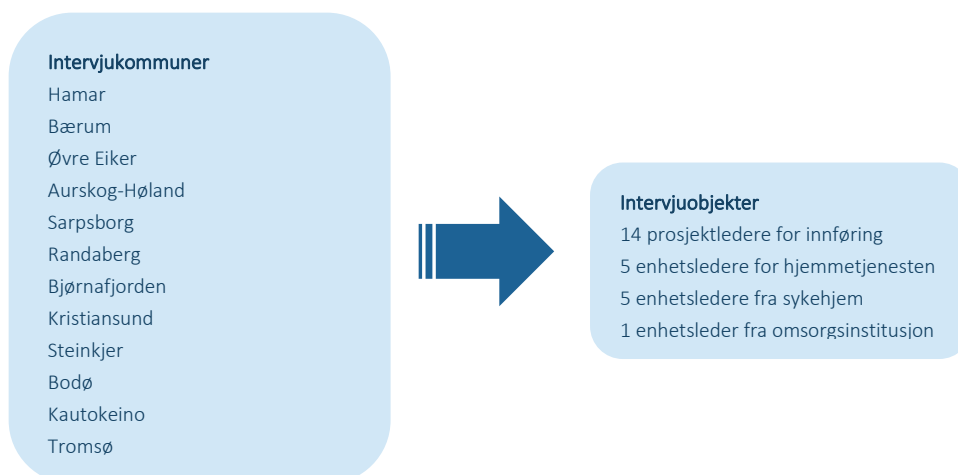 Intervjukommuner
Hamar
Bærum
Øvre Eiker
Aurskog-Høland
Sarpsborg
Randaberg
Bjørnafjorden
Kristiansund
Steinkjer
Bodø
Kautokeino
Tromsø
Intervjuobjekter
14 prosjektledere for innføring
5 enhetsledere for hjemmetjenesten
5 enhetsledere fra sykehjem
1 enhetsleder fra omsorgsinstitusjon